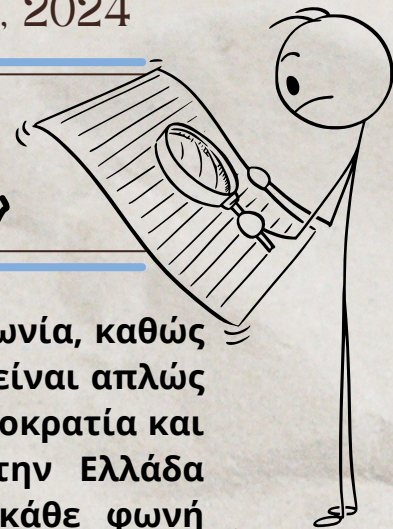 , 2024
ωνία, καθώς
είναι απλώς
οκρατία και
την Ελλάδα
κάθε φωνή